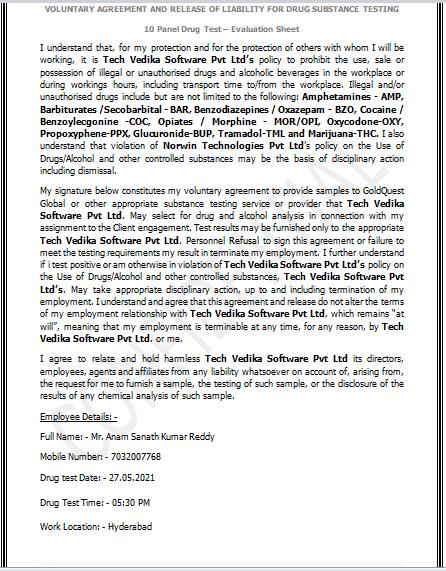 VOLUNTARY AGREEMENT AND RELEASE OF LIABILITY FOR DRUG SUBSTANCE TESTING
10 Panel Drug Test – Evaluation Sheet
I understand that, for my protection and for the protection of others with whom I will be
working, it is Tech Vedika Software Pvt Ltd's policy to prohibit the use, sale or
possession of illegal or unauthorised drugs and alcoholic beverages in the workplace or
during workings hours, including transport time to/from the workplace. Illegal and/or
unauthorised drugs include but are not limited to the following: Amphetamines - AMP,
Barbiturates /Secobarbital - BAR, Benzodiazepines / Oxazepam - BZO, Cocaine /
Benzoylecgonine -COC, Opiates / Morphine - MOR/OPI, Oxycodone-OXY,
Propoxyphene-PPX, Glucuronide-BUP, Tramadol-TML and Marijuana-THC. I also
understand that violation of Norwin Technologies Pvt Ltd's policy on the Use of
Drugs/Alcohol and other controlled substances may be the basis of disciplinary action
including dismissal.
My signature below constitutes my voluntary agreement to provide samples to GoldQuest
Global or other appropriate substance testing service or provider that Tech Vedika
Software Pvt Ltd. May select for drug and alcohol analysis in connection with my
assignment to the Client engagement. Test results may be furnished only to the appropriate
Tech Vedika Software Pvt Ltd. Personnel Refusal to sign this agreement or failure to
meet the testing requirements my result in terminate my employment. I further understand
if i test positive or am otherwise in violation of Tech Vedika Software Pvt Ltd's policy on
the Use of Drugs/Alcohol and other controlled substances, Tech Vedika Software Pvt
Ltd's. May take appropriate disciplinary action, up to and including termination of my
employment. I understand and agree that this agreement and release do not alter the terms
of my employment relationship with Tech Vedika Software Pvt Ltd, which remains "at
will", meaning that my employment is terminable at any time, for any reason, by Tech
Vedika Software Pvt Ltd. or me.
I agree to relate and hold harmless Tech Vedika Software Pvt Ltd its directors,
employees, agents and affiliates from any liability whatsoever on account of, arising from,
the request for me to furnish a sample, the testing of such sample, or the disclosure of the
results of any chemical analysis of such sample.
Employee Details: -
Full Name: - Mr. Anam Sanath Kumar Reddy
Mobile Number: - 7032007768
Drug test Date: - 27.05.2021
Drug Test Time: - 05:30 PM
Work Location: - Hyderabad